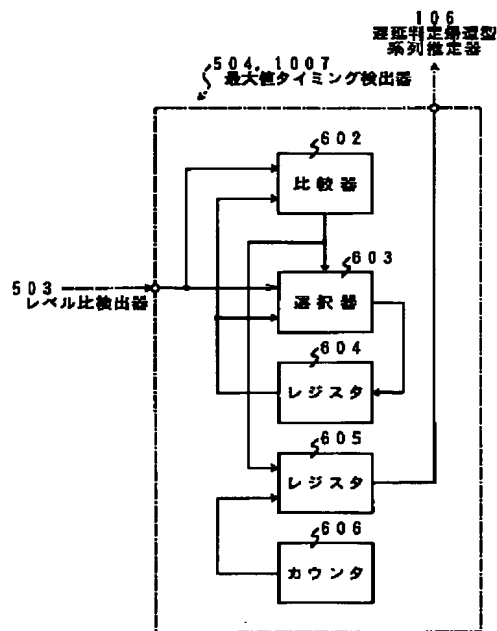 106
遅延判定帰還型
系列推定器
504,1007
最大値タイミング検出器
602
比較器
603
503
レベル比検出器
選択器
604
レジスタ
605
レジスタ
606
カウンタ